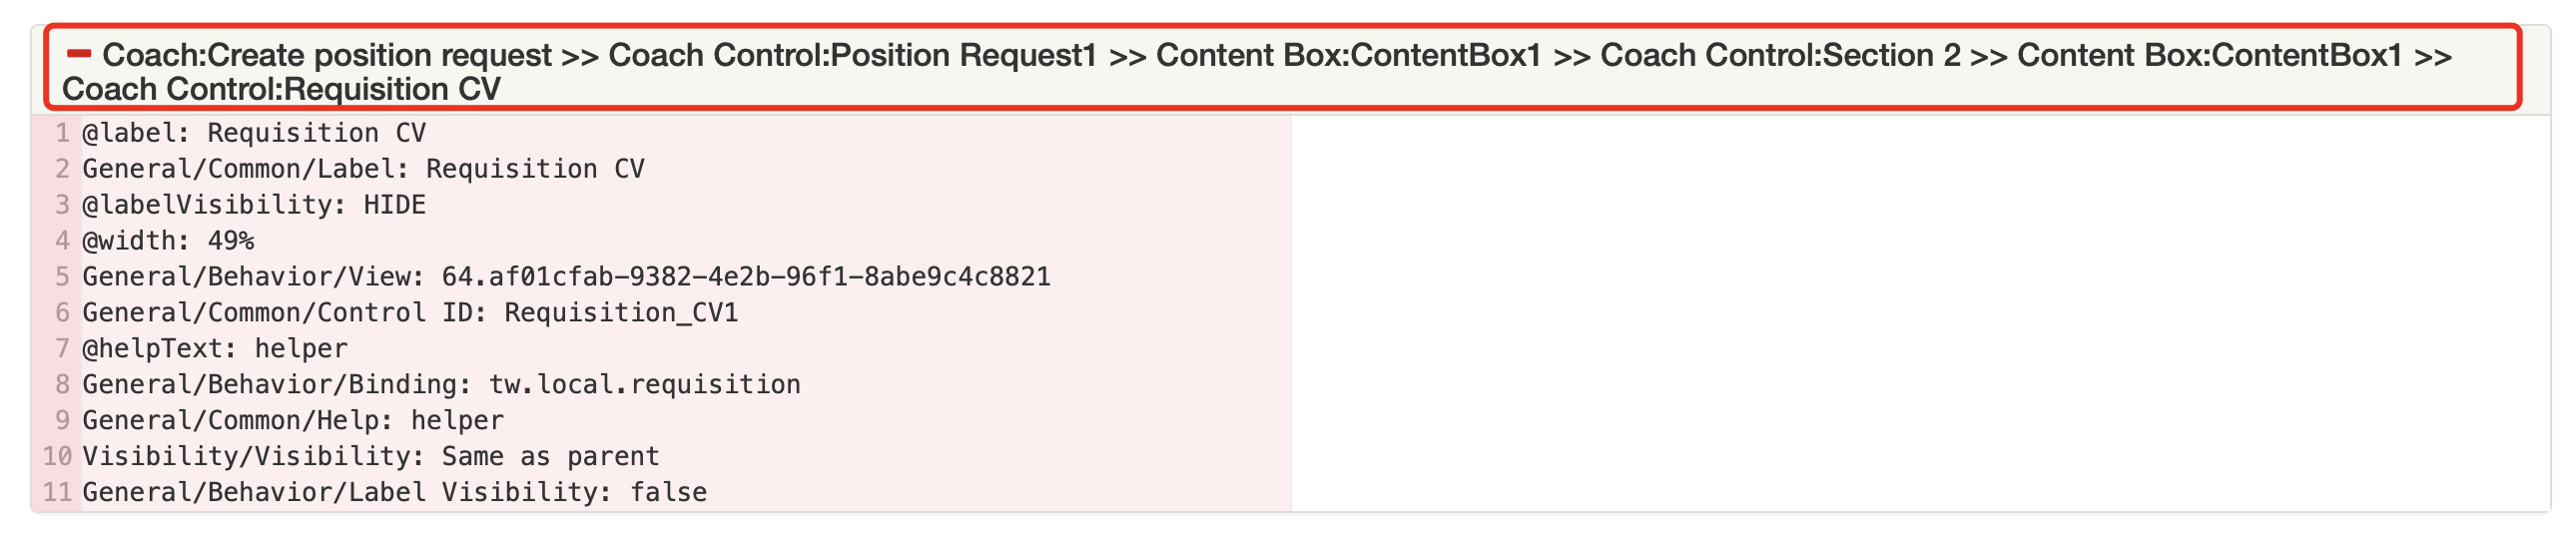 Coach:Create position request >> Coach Control:Position Request1 >> Content Box:ContentBox1 >> Coach Control:Section 2 >> Content Box:ContentBox1 >>
Coach Control:Requisition CV
1 @label: Requisition CV
2 General/Common/Label: Requisition CV
3 @labelVisibility: HIDE
4 @width: 49%
5 General/Behavior/View: 64.af01cfab-9382-4e2b-96f1-8abe9c4c8821
6 General/Common/Control ID: Requisition_CV1
7 @helpText: helper
8 General/Behavior/Binding: tw.local.requisition
9 General/Common/Help: helper
10 Visibility/Visibility: Same as parent
11 General/Behavior/Label Visibility: false